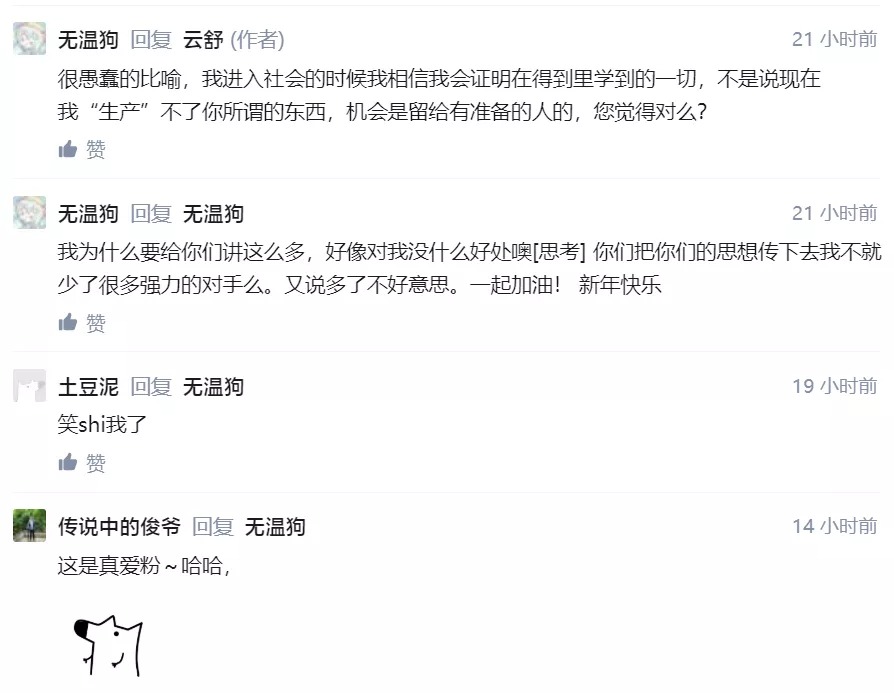 无温狗 回复 云舒 (作者) 21 小时前
很愚蠢的比喻，我进入社会的时候我相信我会证明在得到里学到的一切，不是说现在
我“生产”不了你所谓的东西，机会是留给有准备的人的，您觉得对么？
赞
无温狗 回复 无温狗 21 小时前
我为什么要给你们讲这么多，好像对我没什么好处噢[思考] 你们把你们的思想传下去我不就
少了很多强力的对手么。又说多了不好意思。一起加油！ 新年快乐
赞
土豆泥 回复 无温狗 19 小时前
笑shi我了
赞
传说中的俊爷 回复 无温狗 14 小时前
这是真爱粉～哈哈，